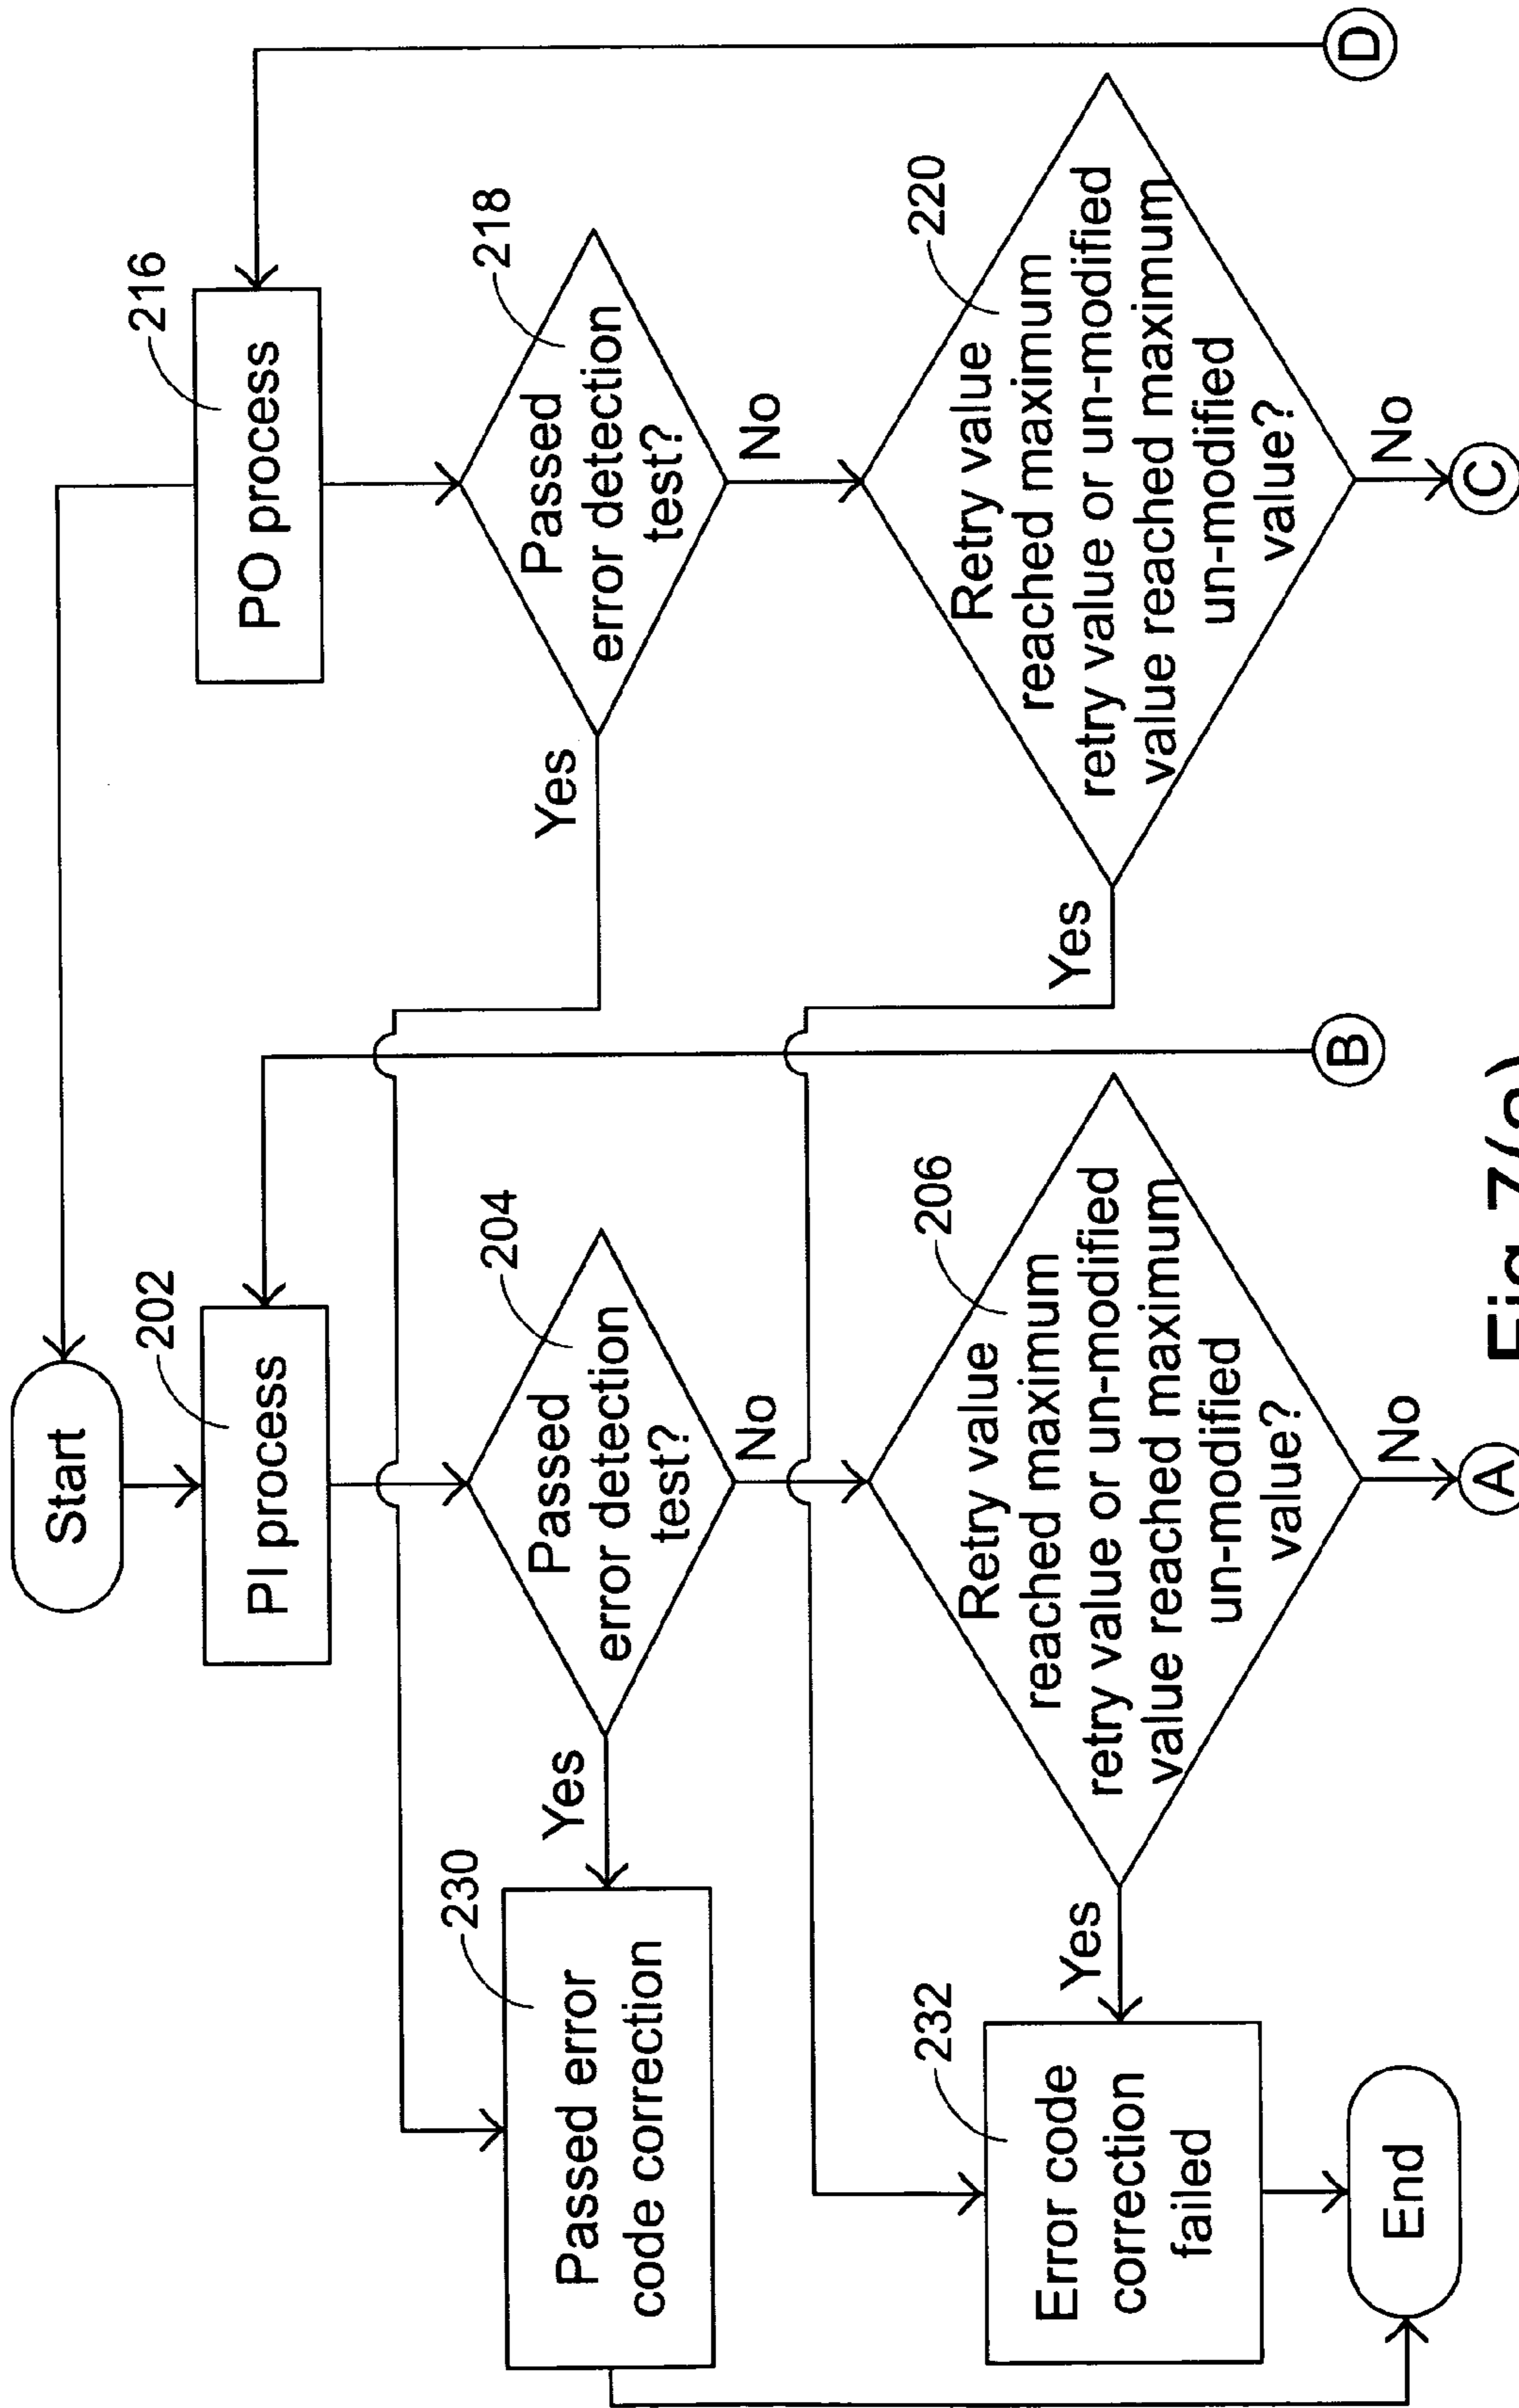 Start
202
PI process
216
PO process
204
Passed
error detection
test?
218
Passed
error detection
test?
Yes
No
Yes
No
230
Passed error
code correction
206
Retry value
reached maximum
retry value or un-modified
value reached maximum
un-modified
value?
220
Retry value
reached maximum
retry value or un-modified
value reached maximum
un-modified
value?
Yes
No
Yes
No
232
Error code
correction
failed
End
A
B
C
D